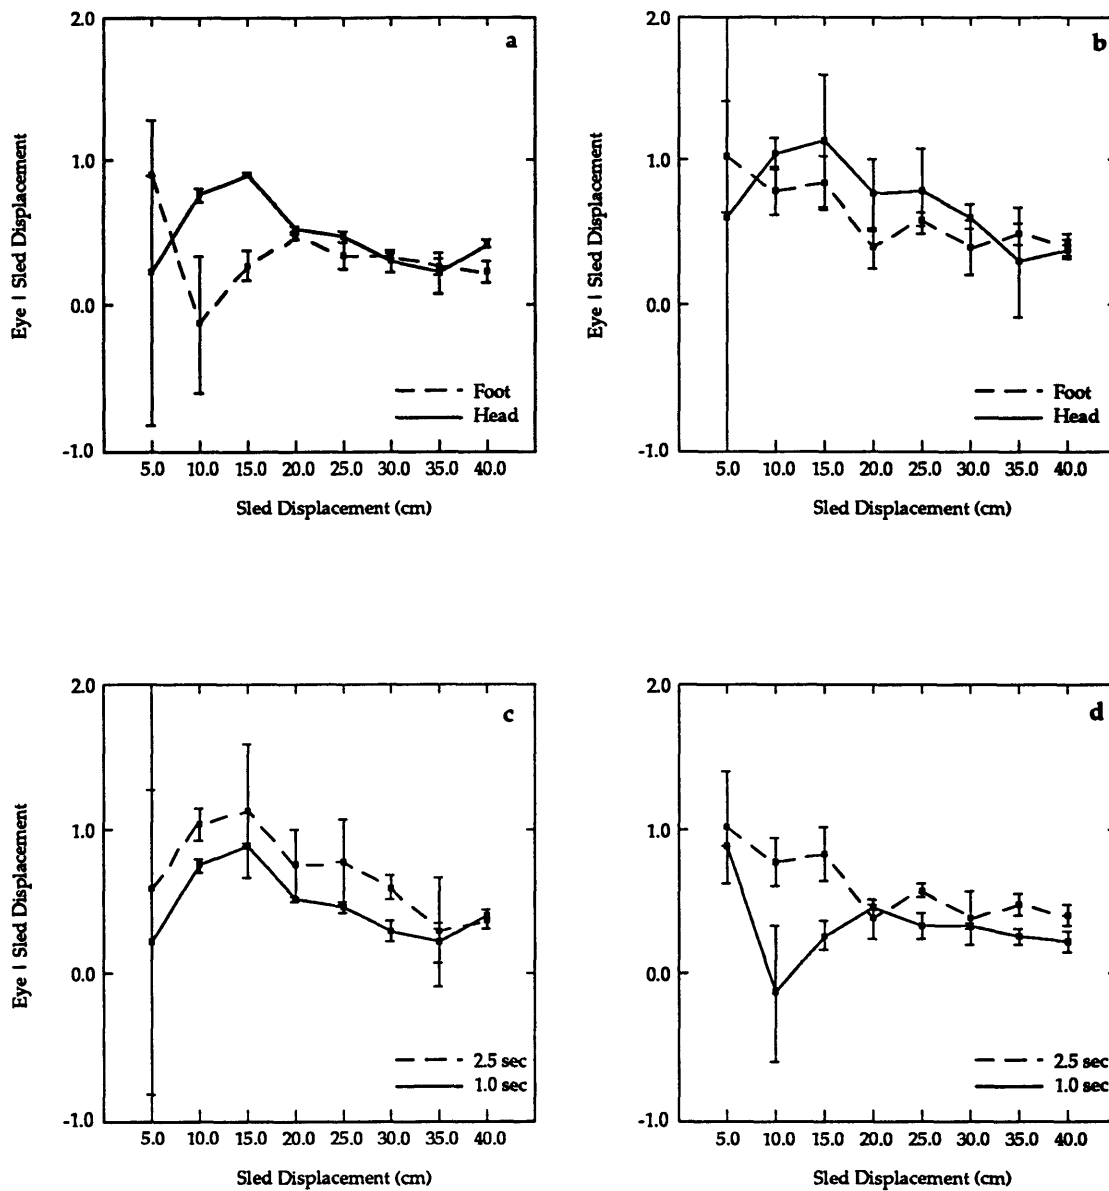 a
2.0
1.0
0.0
-1.0
Eye | Sled Displacement
Foot
Head
5.0 10.0 15.0 20.0 25.0 30.0 35.0 40.0
Sled Displacement (cm)
b
2.0
1.0
0.0
-1.0
Eye | Sled Displacement
Foot
Head
5.0 10.0 15.0 20.0 25.0 30.0 35.0 40.0
Sled Displacement (cm)
c
2.0
1.0
0.0
-1.0
Eye | Sled Displacement
2.5 sec
1.0 sec
5.0 10.0 15.0 20.0 25.0 30.0 35.0 40.0
Sled Displacement (cm)
d
2.0
1.0
0.0
-1.0
2.5 sec
1.0 sec
5.0 10.0 15.0 20.0 25.0 30.0 35.0 40.0
Sled Displacement (cm)